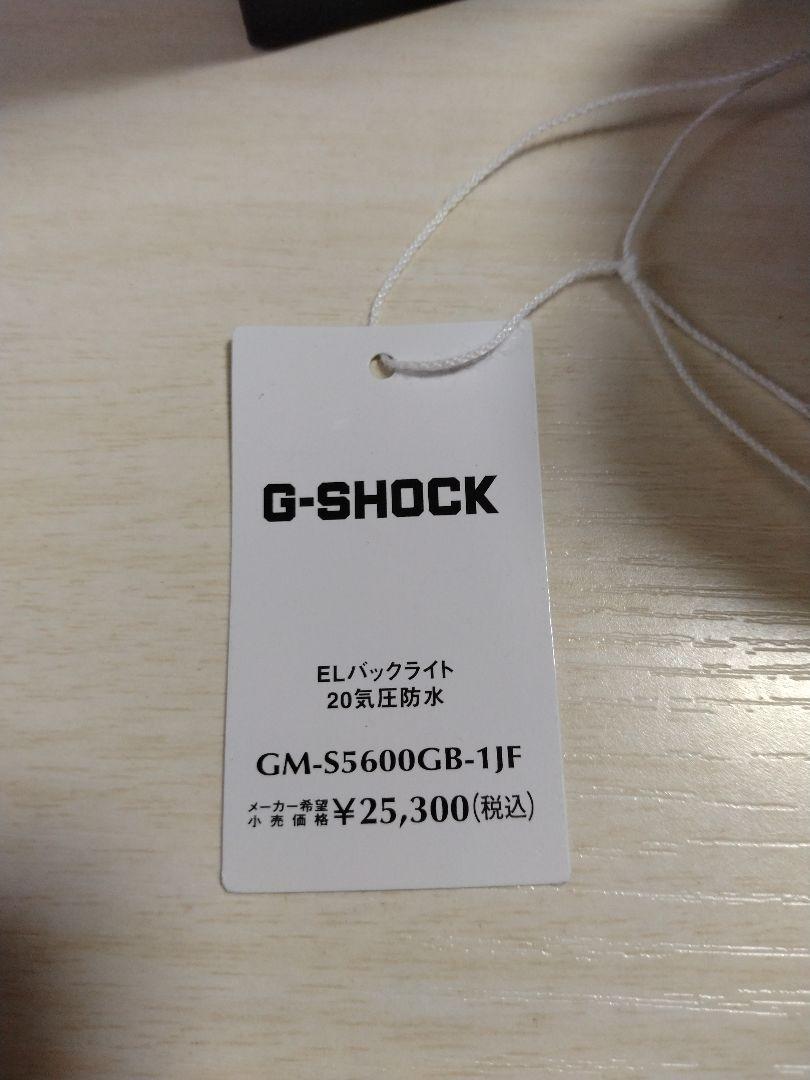 G-SHOCK
ELバックライト
20気圧防水
GM-S5600GB-1JF
メーカー希望
小売価格 ¥25,300(税込)